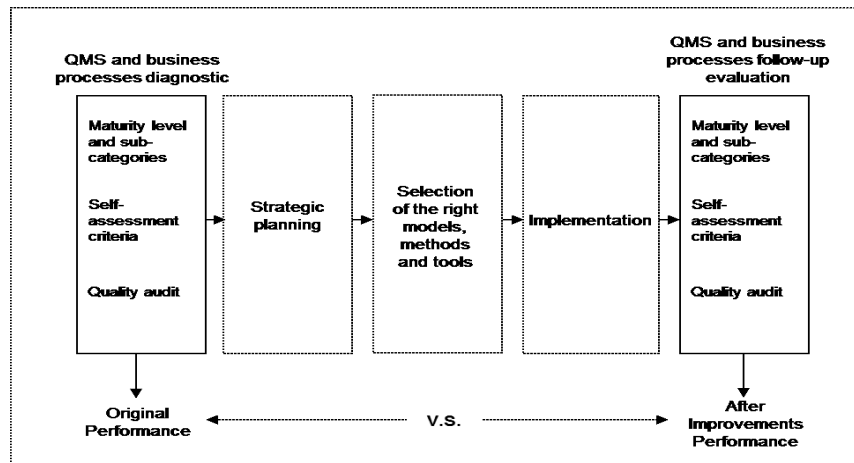 QMS and business
processes diagnostic
Maturity level
and sub-
categories
Self-
assessment
criteria
Quality audit
Strategic
planning
Selection
of the right
models,
methods
and tools
Implementation
QMS and business
processes follow-up
evaluation
Maturity level
and sub-
categories
Self-
assessment
criteria
Quality audit
Original
Performance
V.S.
After
Improvements
Performance